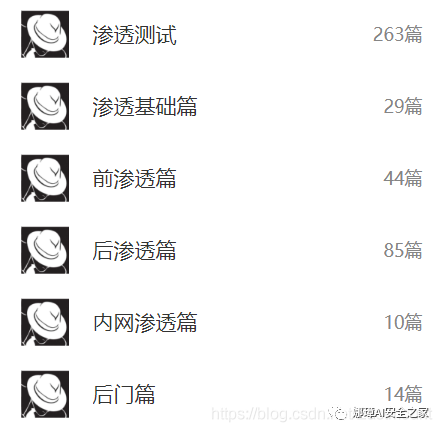 渗透测试 263篇
渗透基础篇 29篇
前渗透篇 44篇
后渗透篇 85篇
内网渗透篇 10篇
后门篇 14篇
https://blog.csdn
娜璋AI安全之家